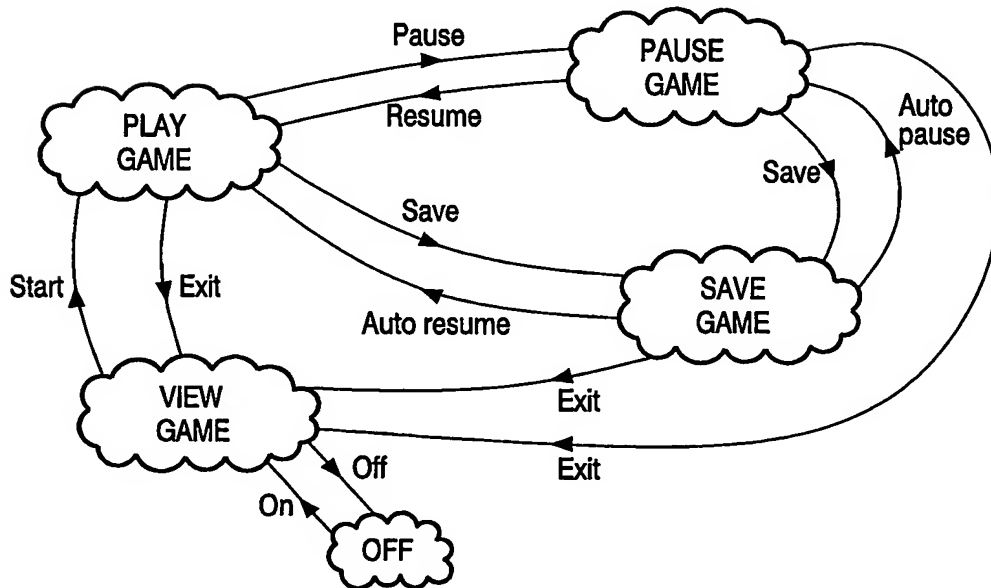 Pause
PAUSE
GAME
Resume
Auto
pause
PLAY
GAME
Save
Save
Start
Exit
SAVE
GAME
Auto resume
VIEW
GAME
Exit
Exit
Off
On
OFF